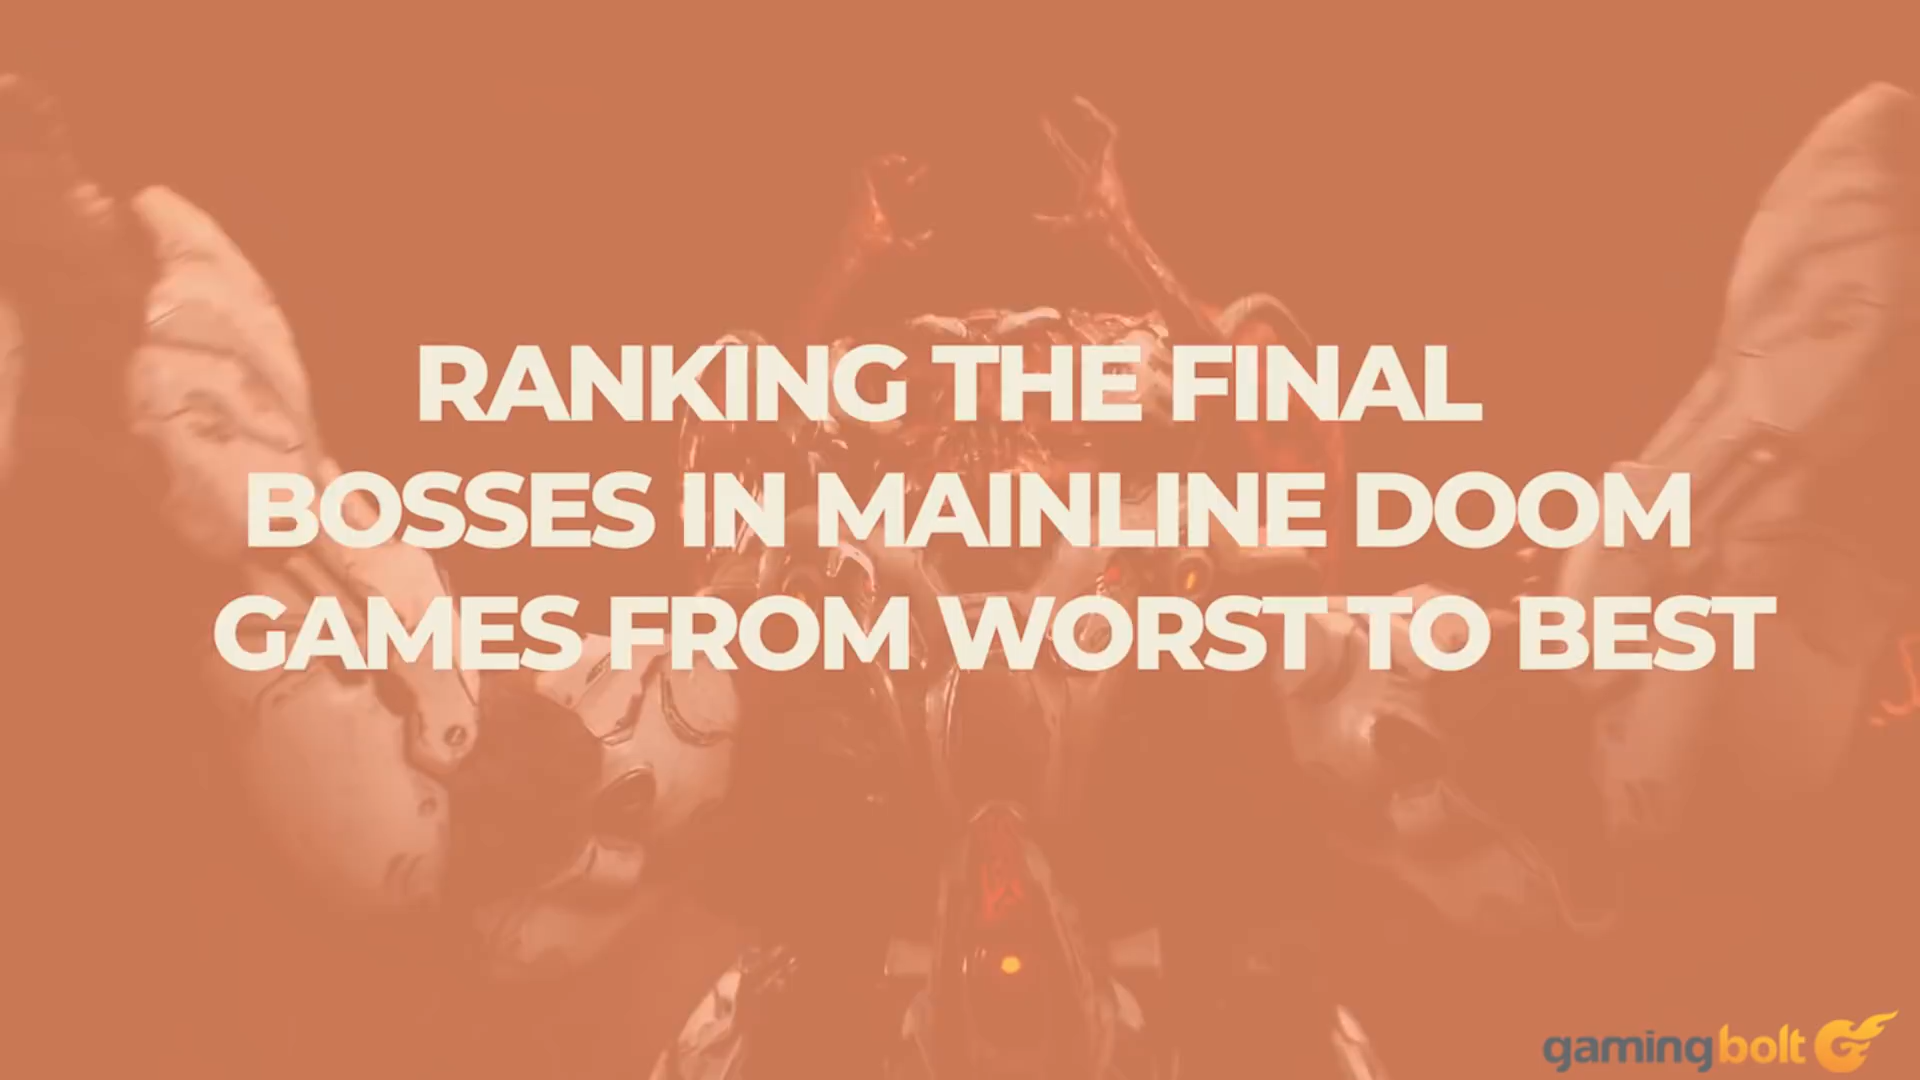 RANKING THE FINAL
BOSSES IN MAINLINE DOOM
GAMES FROM WORST TO BEST
gamingbolt